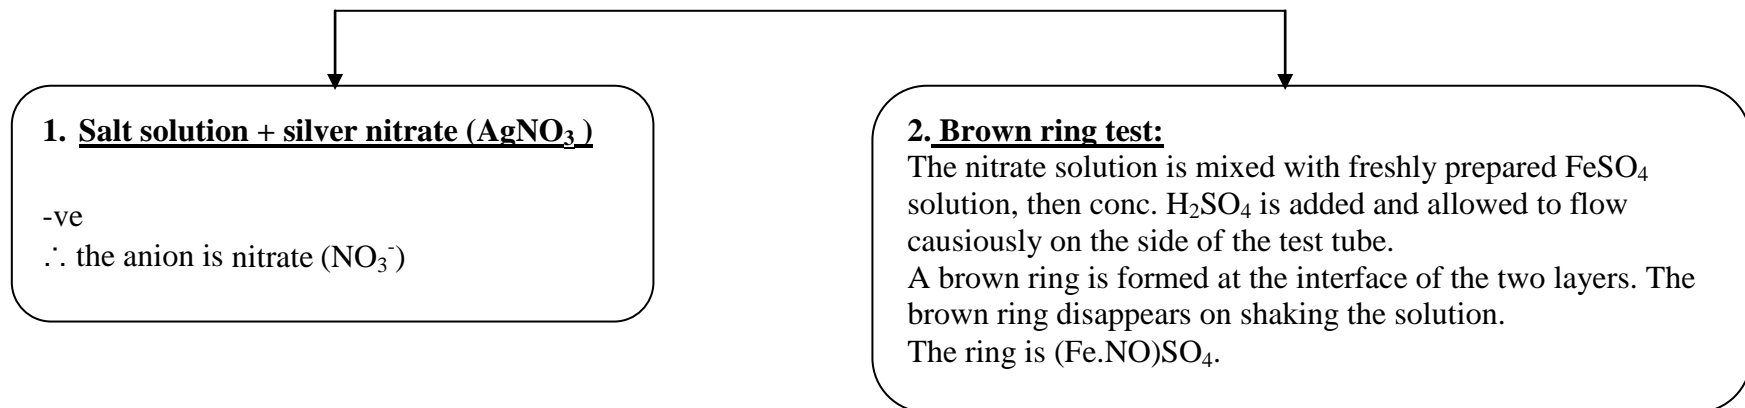 1. Salt solution + silver nitrate (AgNO₃ )
-ve
∴ the anion is nitrate (NO₃⁻)
2. Brown ring test:
The nitrate solution is mixed with freshly prepared FeSO₄
solution, then conc. H₂SO₄ is added and allowed to flow
causiously on the side of the test tube.
A brown ring is formed at the interface of the two layers. The
brown ring disappears on shaking the solution.
The ring is (Fe.NO)SO₄.